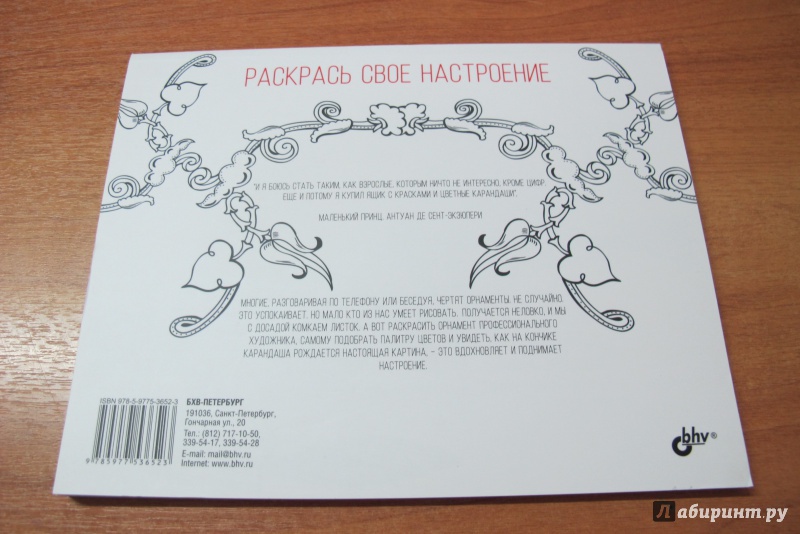 РАСКРАСЬ СВОЕ НАСТРОЕНИЕ
"И Я БОЮСЬ СТАТЬ ТАКИМ, КАК ВЗРОСЛЫЕ, КОТОРЫМ НИЧТО НЕ ИНТЕРЕСНО, КРОМЕ ЦИФР.
ЕЩЕ И ПОТОМУ Я КУПИЛ ЯЩИК С КРАСКАМИ И ЦВЕТНЫЕ КАРАНДАШИ".
МАЛЕНЬКИЙ ПРИНЦ. АНТУАН ДЕ СЕНТ-ЭКЗЮПЕРИ
МНОГИЕ, РАЗГОВАРИВАЯ ПО ТЕЛЕФОНУ ИЛИ БЕСЕДУЯ, ЧЕРТЯТ ОРНАМЕНТЫ. НЕ СЛУЧАЙНО,
ЭТО УСПОКАИВАЕТ. НО МАЛО КТО ИЗ НАС УМЕЕТ РИСОВАТЬ. ПОЛУЧАЕТСЯ НЕЛОВКО, И МЫ
С ДОСАДОЙ КОМКАЕМ ЛИСТОК. А ВОТ РАСКРАСИТЬ ОРНАМЕНТ ПРОФЕССИОНАЛЬНОГО
ХУДОЖНИКА, САМОМУ ПОДОБРАТЬ ПАЛИТРУ ЦВЕТОВ И УВИДЕТЬ, КАК НА КОНЧИКЕ
КАРАНДАША РОЖДАЕТСЯ НАСТОЯЩАЯ КАРТИНА, - ЭТО ВДОХНОВЛЯЕТ И ПОДНИМАЕТ
НАСТРОЕНИЕ.
ISBN 978-5-9775-3652-3
9 785977 536523
БХВ-ПЕТЕРБУРГ
191036, Санкт-Петербург,
Гончарная ул., 20
Тел.: (812) 717-10-50,
339-54-17, 339-54-28
E-mail: mail@bhv.ru
Internet: www.bhv.ru
bhv®
Лабиринт.ру